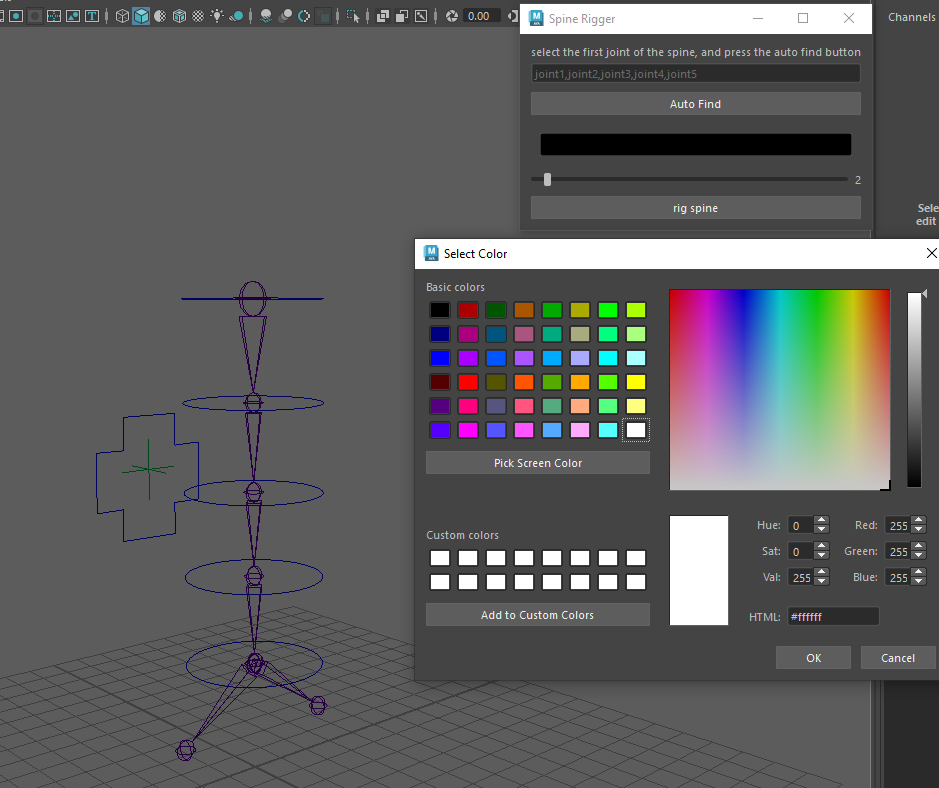 0.00
Spine Rigger
Channels
select the first joint of the spine, and press the auto find button
joint1,joint2,joint3,joint4,joint5
Auto Find
2
rig spine
Sele
edit
Select Color
Basic colors
Pick Screen Color
Custom colors
Add to Custom Colors
Hue: 0 Red: 255
Sat: 0 Green: 255
Val: 255 Blue: 255
HTML: #ffffff
OK Cancel